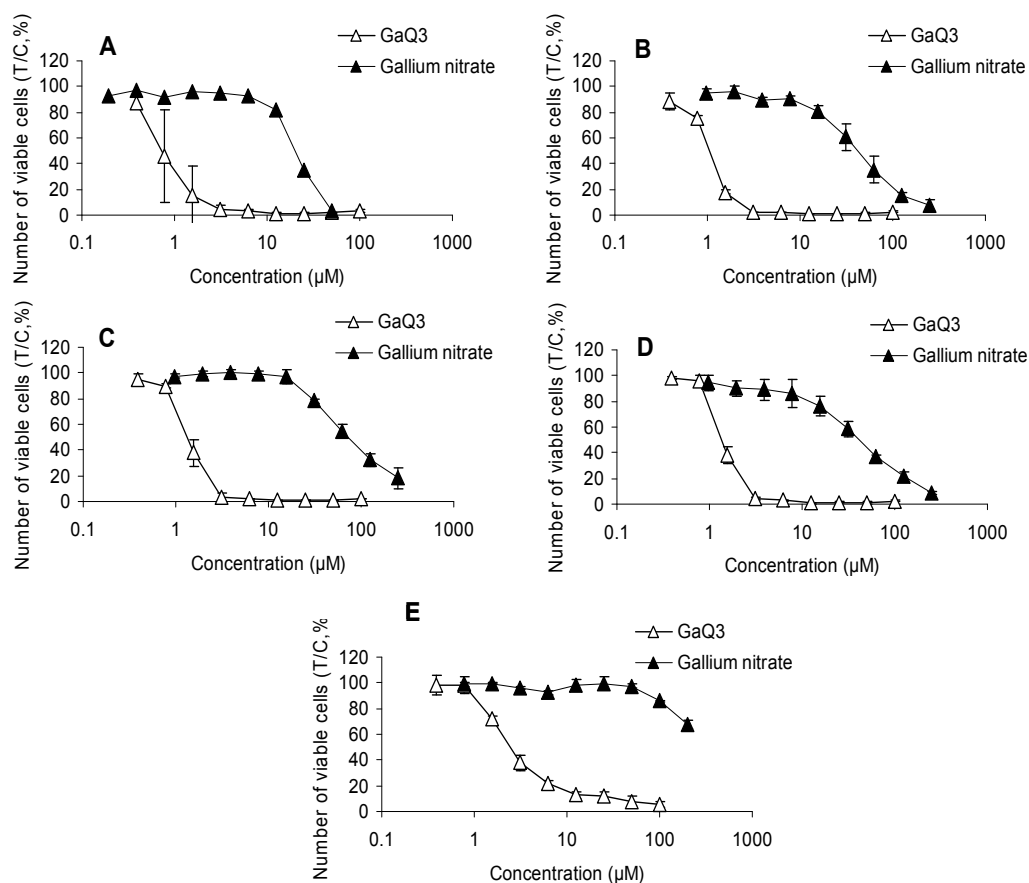 A
GaQ3
Gallium nitrate
Number of viable cells (T/C,%)
120
100
80
60
40
20
0
0.1 1 10 100 1000
Concentration (µM)
B
GaQ3
Gallium nitrate
Number of viable cells (T/C,%)
120
100
80
60
40
20
0
0.1 1 10 100 1000
Concentration (µM)
C
GaQ3
Gallium nitrate
Number of viable cells (T/C,%)
120
100
80
60
40
20
0
0.1 1 10 100 1000
Concentration (µM)
D
GaQ3
Gallium nitrate
Number of viable cells (T/C,%)
120
100
80
60
40
20
0
0.1 1 10 100 1000
Concentration (µM)
E
GaQ3
Gallium nitrate
Number of viable cells (T/C,%
120
100
80
60
40
20
0
0.1 1 10 100 1000
Concentration (µM)